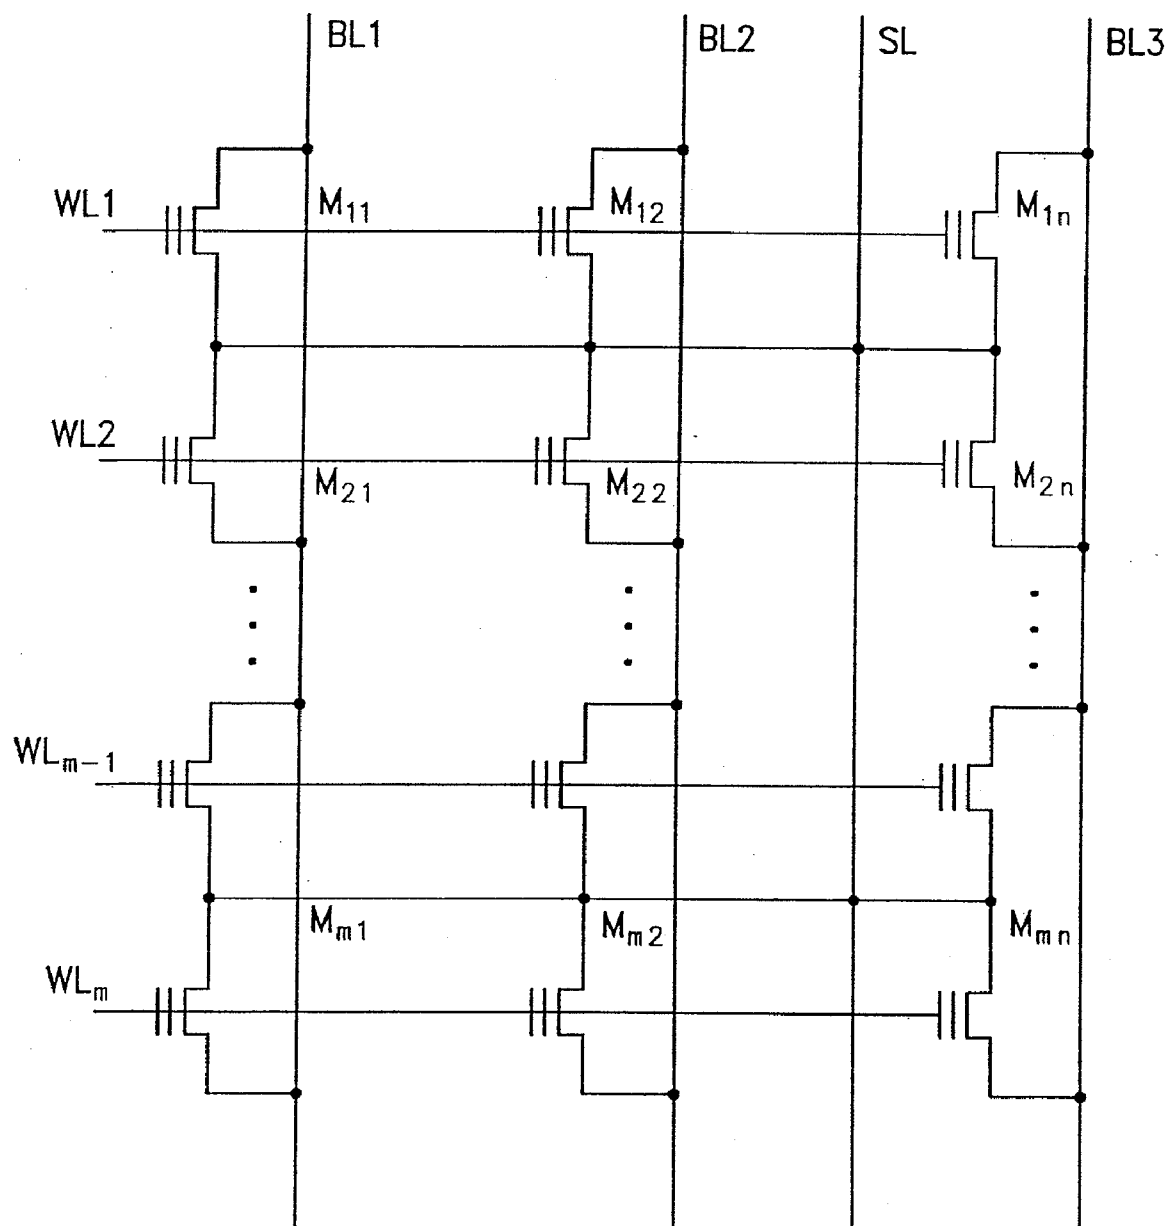 BL1 BL2 SL BL3
WL1 M₁₁ M₁₂ M₁ₙ
WL2 M₂₁ M₂₂ M₂ₙ
WLₘ₋₁
Mₘ₁ Mₘ₂ Mₘₙ
WLₘ